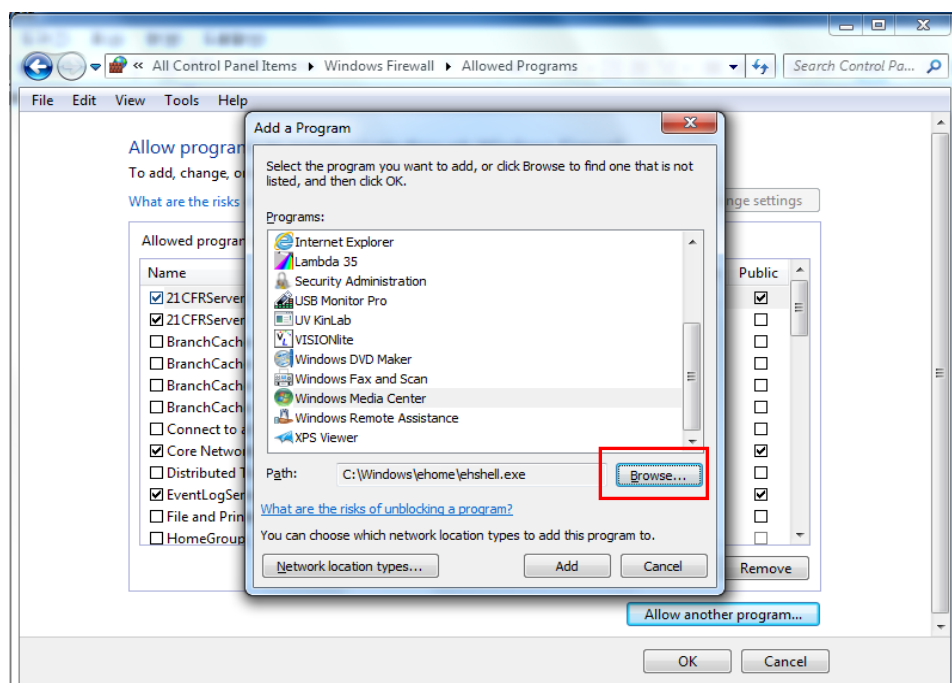 All Control Panel Items
Windows Firewall
Allowed Programs
Search Control Pa...
File Edit View Tools Help
Add a Program
Allow program
To add, change, o
What are the risks
nge settings
Select the program you want to add, or click Browse to find one that is not
listed, and then click OK.
Programs:
Internet Explorer
Lambda 35
Security Administration
USB Monitor Pro
UV KinLab
VISIONlite
Windows DVD Maker
Windows Fax and Scan
Windows Media Center
Windows Remote Assistance
XPS Viewer
Path: C:\Windows\ehome\ehshell.exe Browse...
What are the risks of unblocking a program?
You can choose which network location types to add this program to.
Network location types... Add Cancel
Allowed program
Name Public
21CFRServer
21CFRServer
BranchCach
BranchCach
BranchCach
BranchCach
Connect to a
Core Networ
Distributed T
EventLogSer
File and Prin
HomeGroup
Remove
Allow another program...
OK Cancel